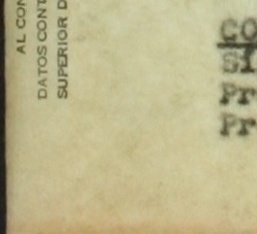 AL CON
DATOS CONT
SUPERIOR D
CO
SI
Pr
Pr